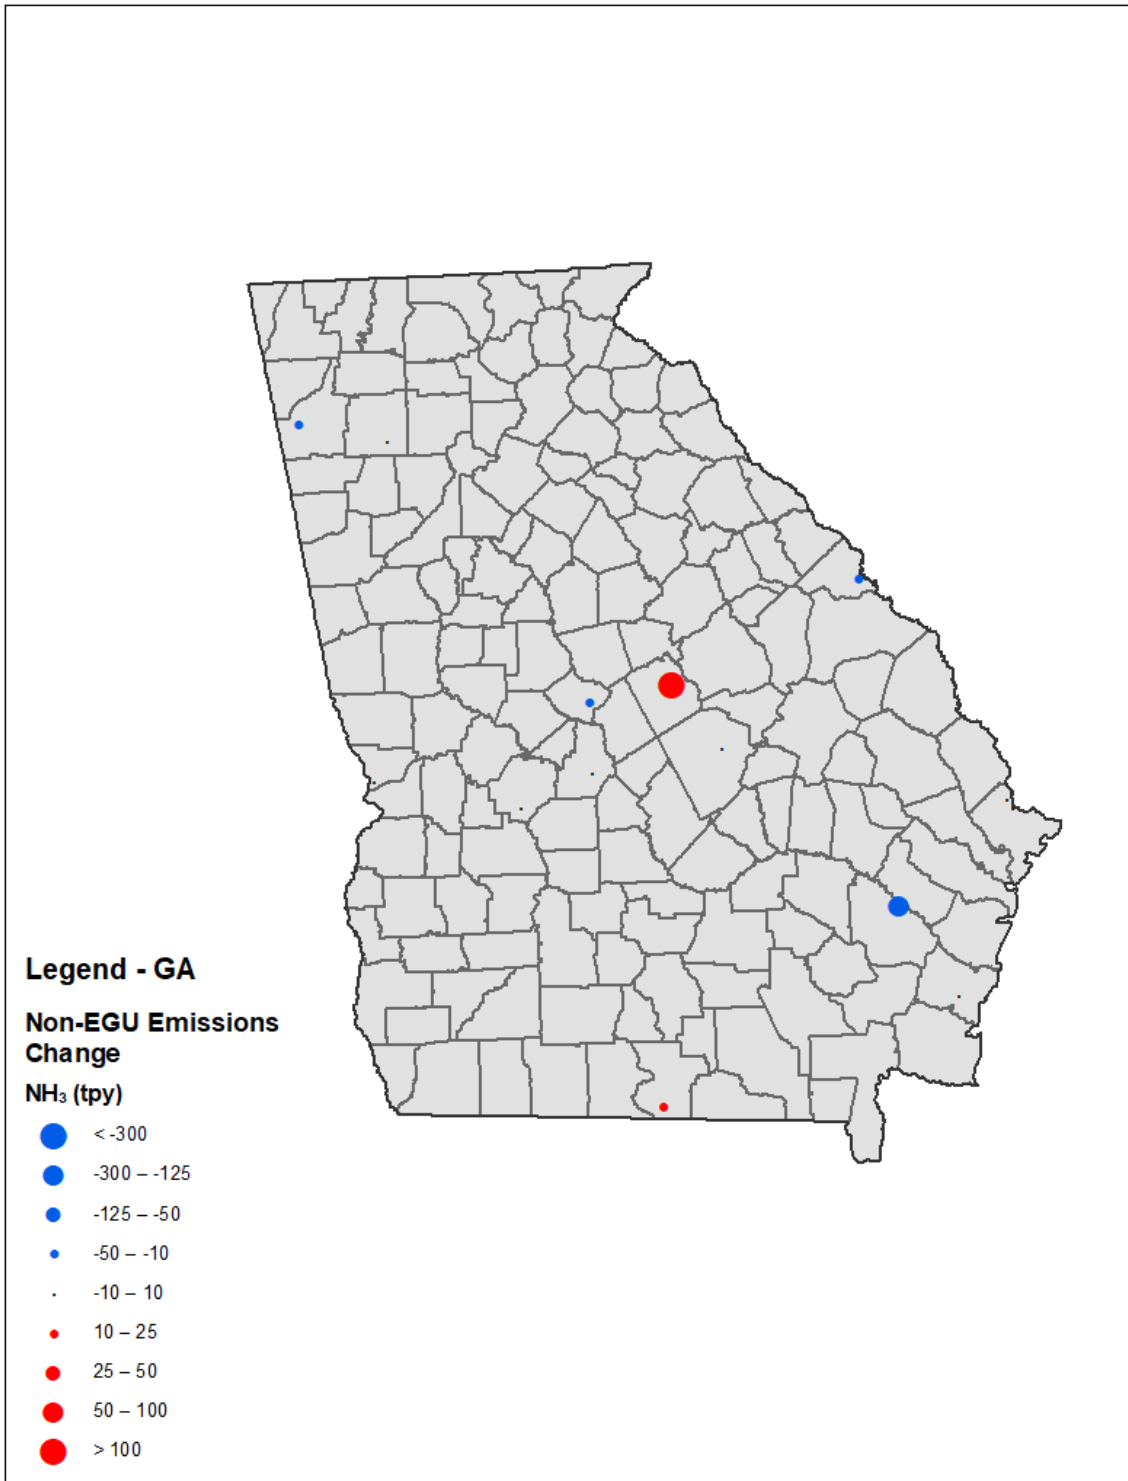 Legend - GA
Non-EGU Emissions
Change
NH₃ (tpy)
< -300
-300 – -125
-125 – -50
-50 – -10
-10 – 10
10 – 25
25 – 50
50 – 100
> 100